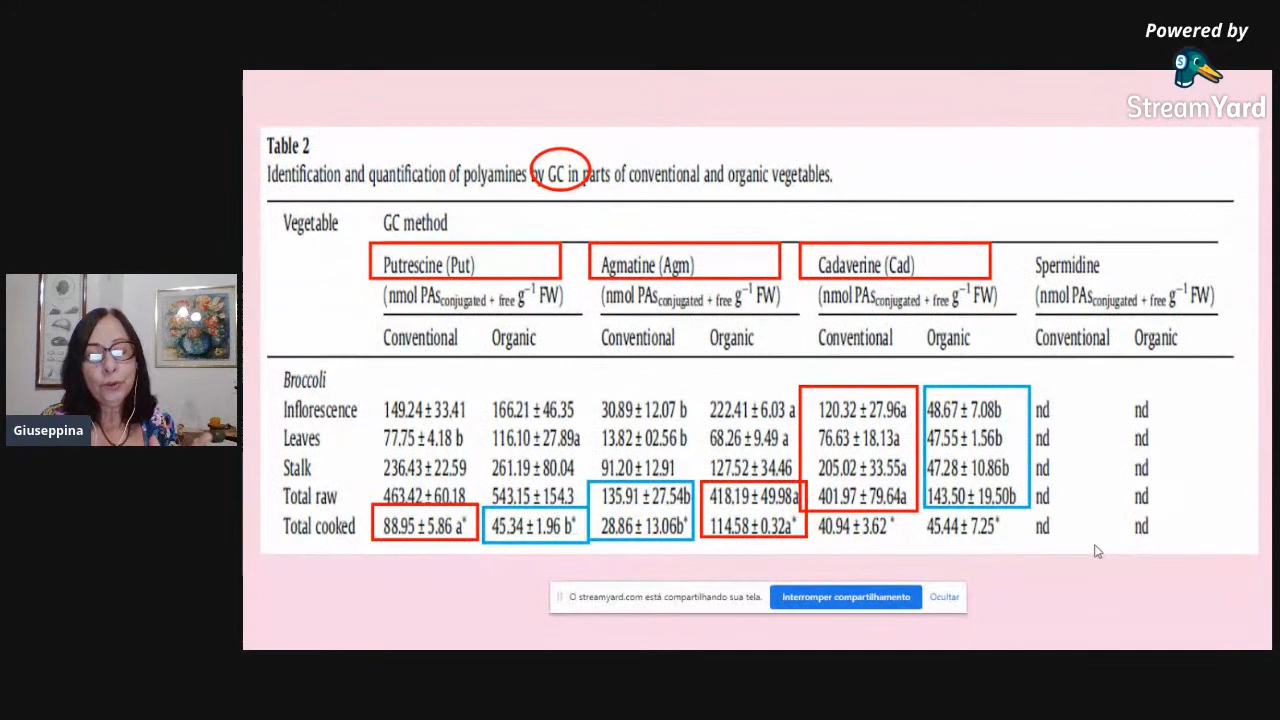 Powered by
StreamYard
Table 2
Identification and quantification of polyamines by GC in parts of conventional and organic vegetables.
Vegetable GC method
Putrescine (Put) Agmatine (Agm) Cadaverine (Cad) Spermidine
(nmol PAsconjugated + free g−1 FW) (nmol PAsconjugated + free g−1 FW) (nmol PAsconjugated + free g−1 FW) (nmol PAsconjugated + free g−1 FW)
Conventional Organic Conventional Organic Conventional Organic Conventional Organic
Broccoli
Inflorescence 149.24 ± 33.41 166.21 ± 46.35 30.89 ± 12.07 b 222.41 ± 6.03 a 120.32 ± 27.96a 48.67 ± 7.08b nd nd
Leaves 77.75 ± 4.18 b 116.10 ± 27.89a 13.82 ± 02.56 b 68.26 ± 9.49 a 76.63 ± 18.13a 47.55 ± 1.56b nd nd
Stalk 236.43 ± 22.59 261.19 ± 80.04 91.20 ± 12.91 127.52 ± 34.46 205.02 ± 33.55a 47.28 ± 10.86b nd nd
Total raw 463.42 ± 60.18 543.15 ± 154.3 135.91 ± 27.54b 418.19 ± 49.98a 401.97 ± 79.64a 143.50 ± 19.50b nd nd
Total cooked 88.95 ± 5.86 a* 45.34 ± 1.96 b* 28.86 ± 13.06b* 114.58 ± 0.32a* 40.94 ± 3.62 * 45.44 ± 7.25* nd nd
Giuseppina
O streamyard.com está compartilhando sua tela. Interromper compartilhamento Ocultar